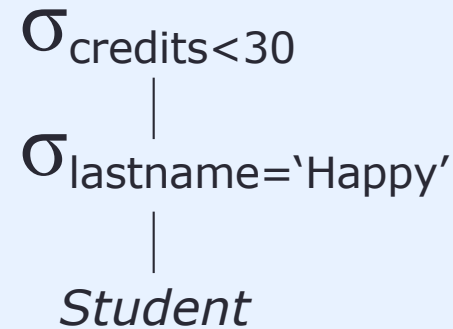 σcredits<30
σlastname=‘Happy’
Student